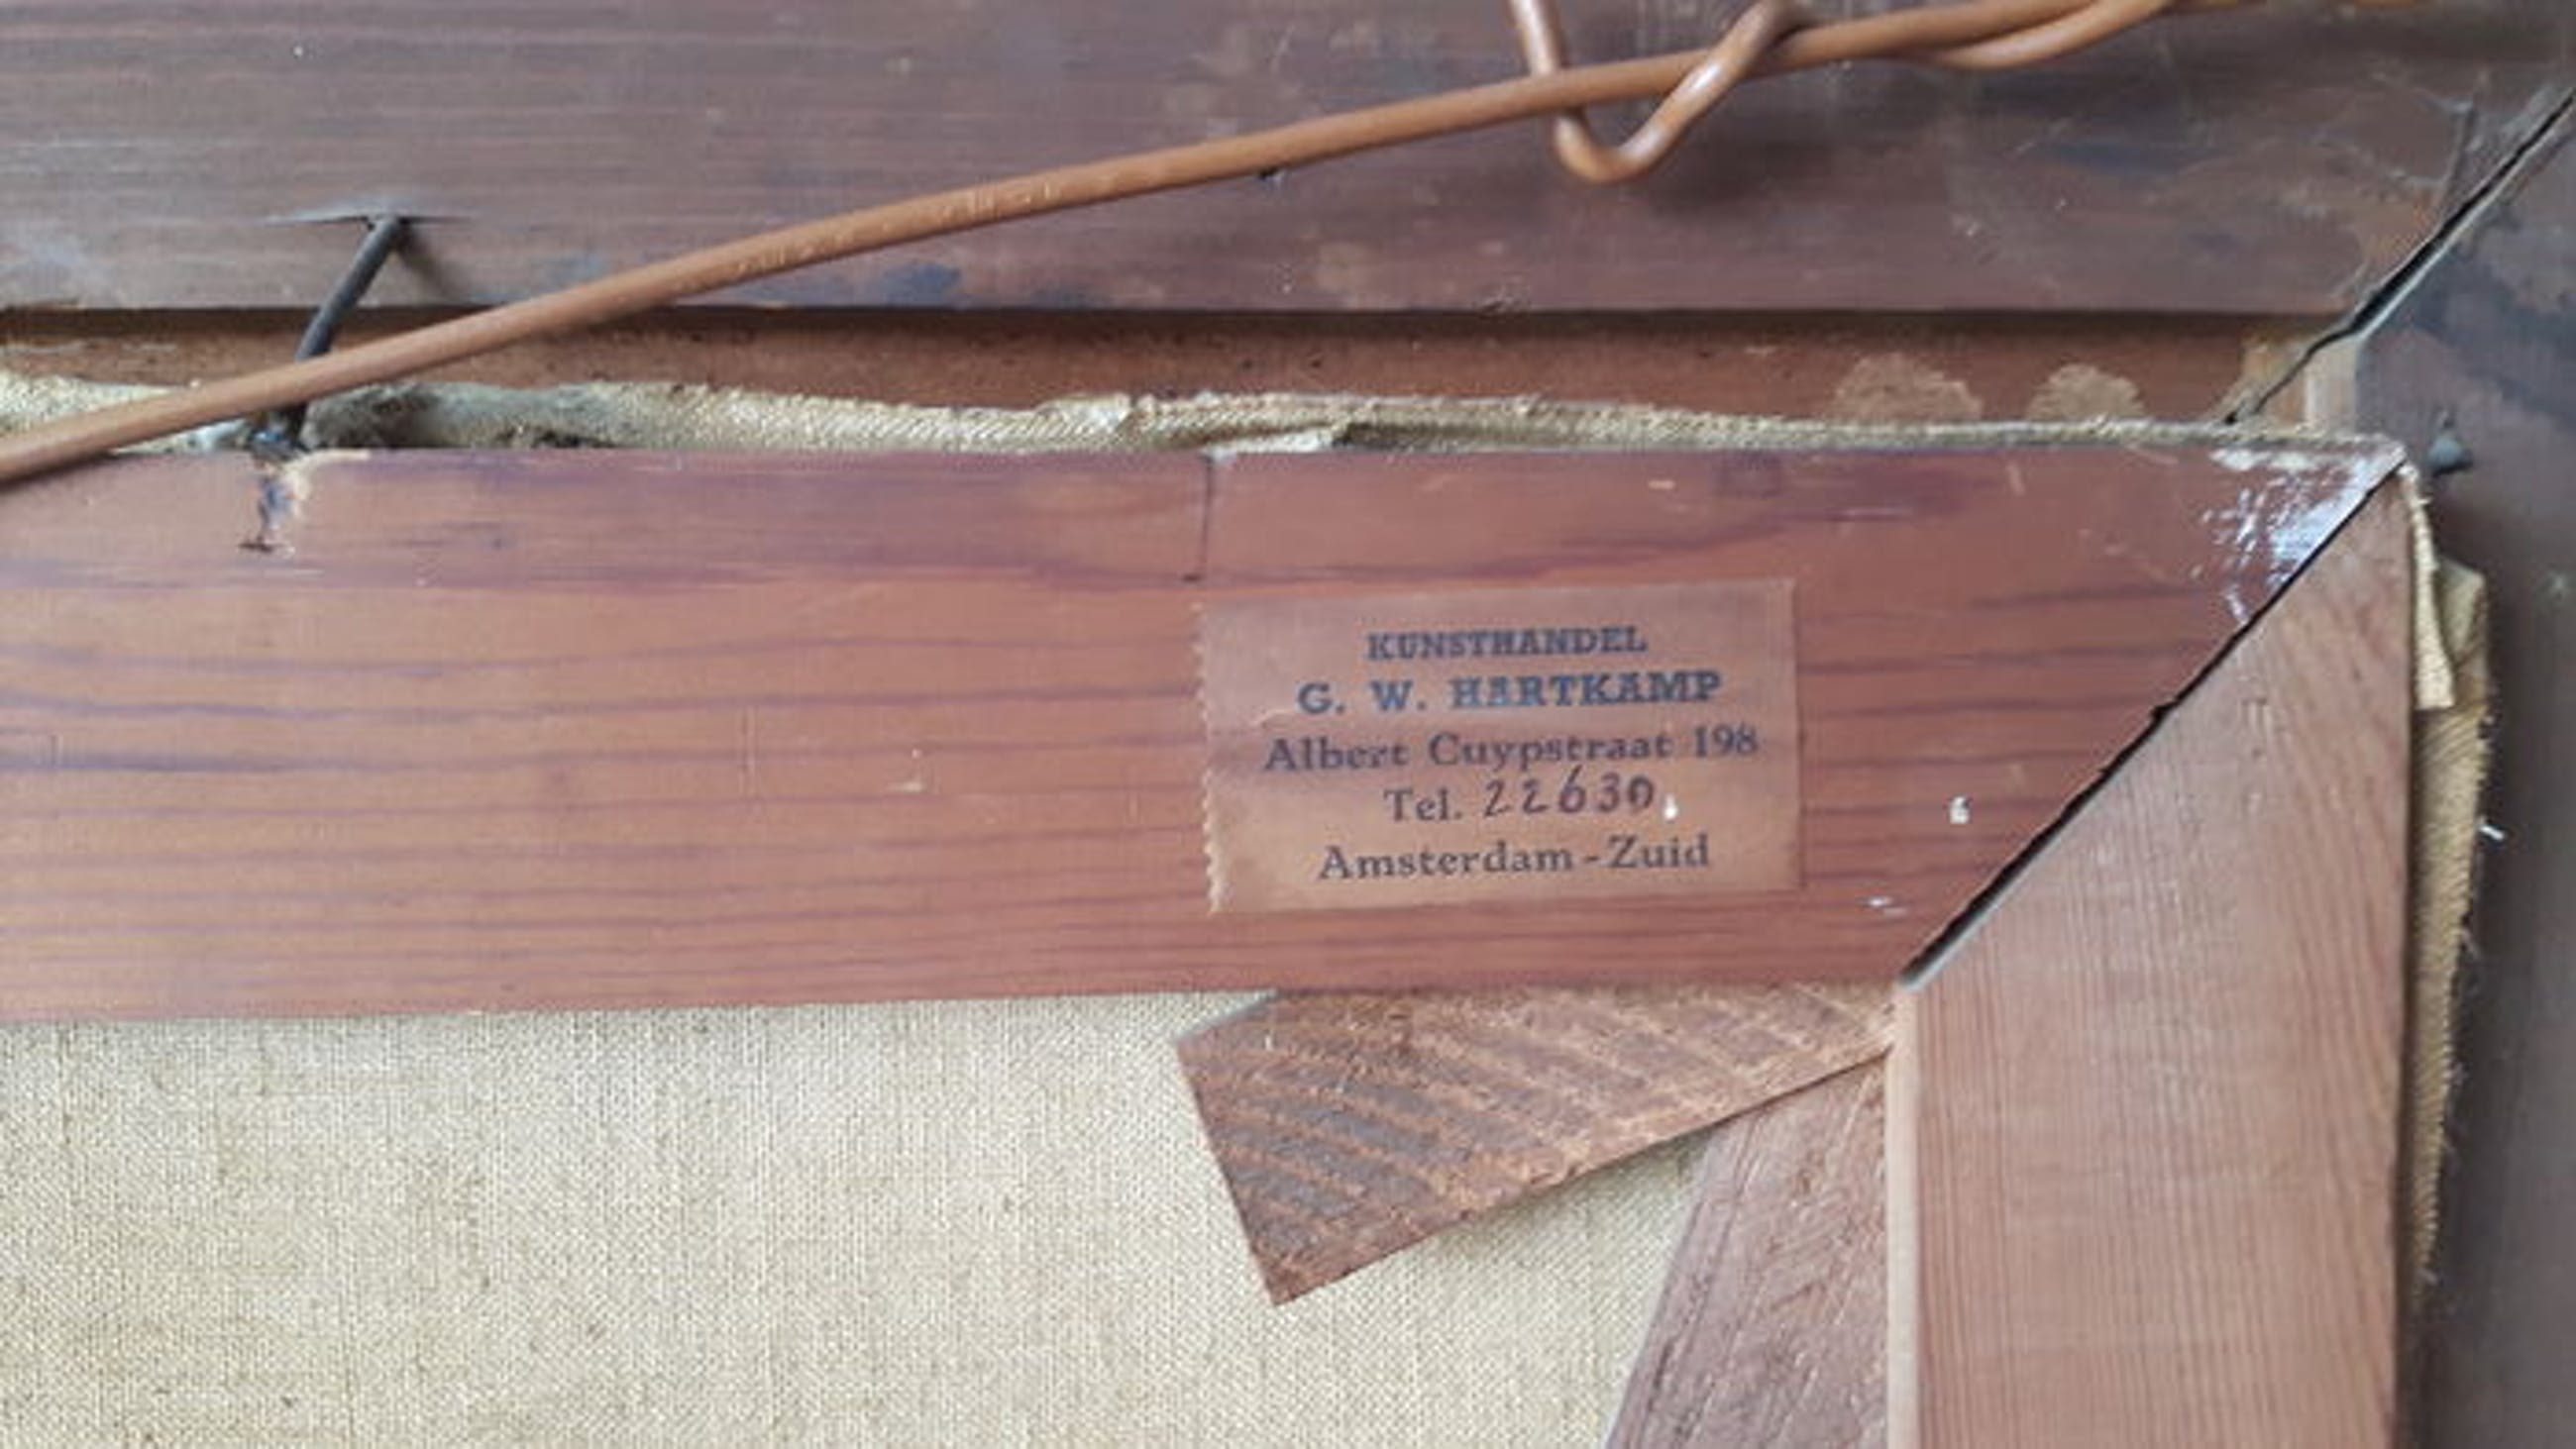 KUNSTHANDEL
G. W. HARTKAMP
Albert Cuypstraat 198
Tel. 22630
Amsterdam-Zuid